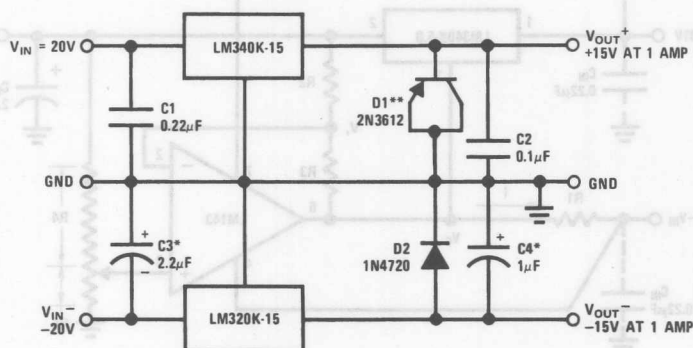 V_IN = 20V
LM340K-15
V_OUT+
+15V AT 1 AMP
C1
0.22μF
D1**
2N3612
C2
0.1μF
GND
GND
C3*
2.2μF
+
−
D2
1N4720
+
C4*
1μF
V_IN−
−20V
LM320K-15
V_OUT−
−15V AT 1 AMP